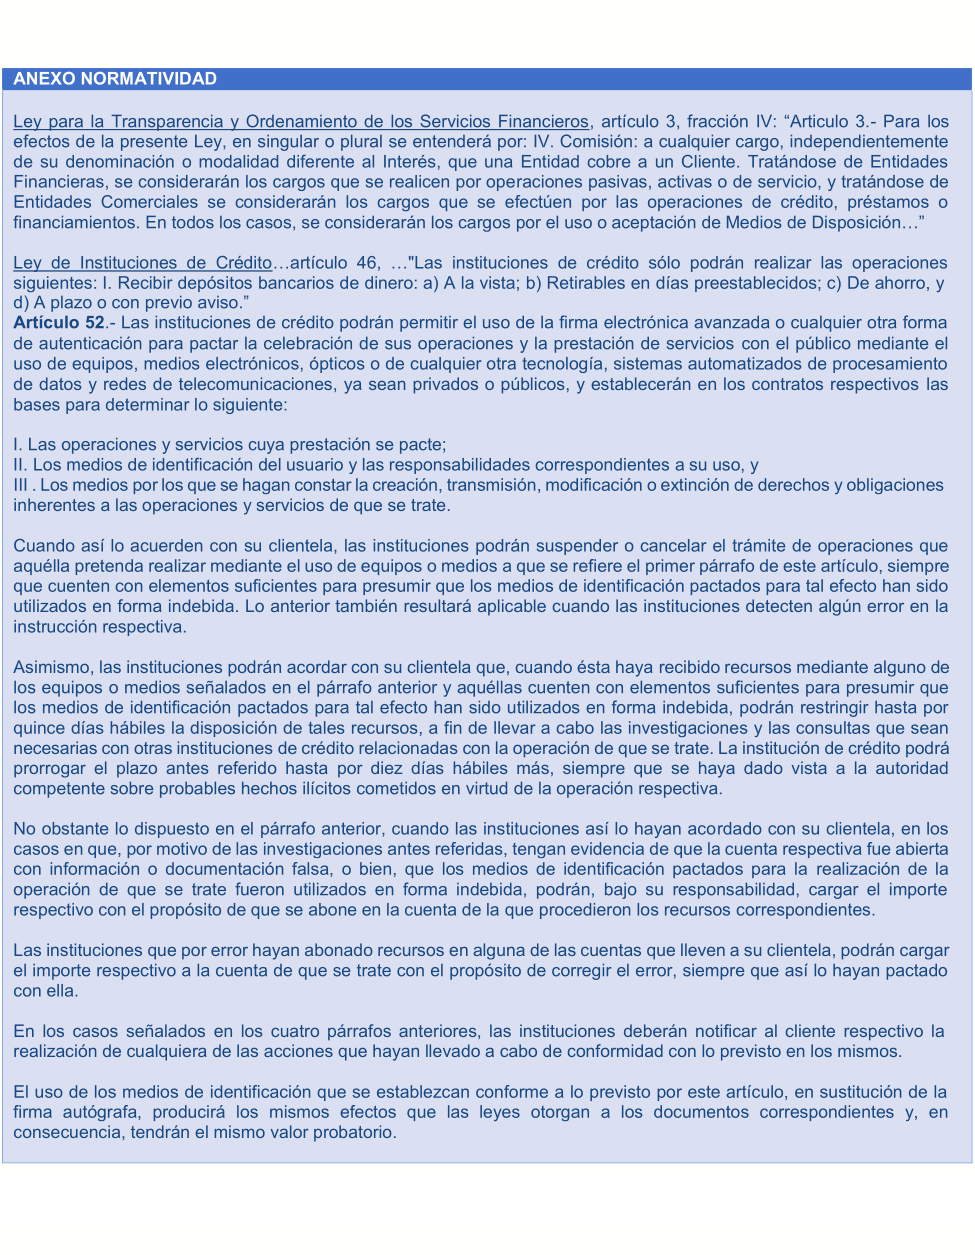 ANEXO NORMATIVIDAD
Ley para la Transparencia y Ordenamiento de los Servicios Financieros, artículo 3, fracción IV: “Articulo 3.- Para los
efectos de la presente Ley, en singular o plural se entenderá por: IV. Comisión: a cualquier cargo, independientemente
de su denominación o modalidad diferente al Interés, que una Entidad cobre a un Cliente. Tratándose de Entidades
Financieras, se considerarán los cargos que se realicen por operaciones pasivas, activas o de servicio, y tratándose de
Entidades Comerciales se considerarán los cargos que se efectúen por las operaciones de crédito, préstamos o
financiamientos. En todos los casos, se considerarán los cargos por el uso o aceptación de Medios de Disposición…”
Ley de Instituciones de Crédito…artículo 46, …"Las instituciones de crédito sólo podrán realizar las operaciones
siguientes: I. Recibir depósitos bancarios de dinero: a) A la vista; b) Retirables en días preestablecidos; c) De ahorro, y
d) A plazo o con previo aviso.”
Artículo 52.- Las instituciones de crédito podrán permitir el uso de la firma electrónica avanzada o cualquier otra forma
de autenticación para pactar la celebración de sus operaciones y la prestación de servicios con el público mediante el
uso de equipos, medios electrónicos, ópticos o de cualquier otra tecnología, sistemas automatizados de procesamiento
de datos y redes de telecomunicaciones, ya sean privados o públicos, y establecerán en los contratos respectivos las
bases para determinar lo siguiente:
I. Las operaciones y servicios cuya prestación se pacte;
II. Los medios de identificación del usuario y las responsabilidades correspondientes a su uso, y
III . Los medios por los que se hagan constar la creación, transmisión, modificación o extinción de derechos y obligaciones
inherentes a las operaciones y servicios de que se trate.
Cuando así lo acuerden con su clientela, las instituciones podrán suspender o cancelar el trámite de operaciones que
aquélla pretenda realizar mediante el uso de equipos o medios a que se refiere el primer párrafo de este artículo, siempre
que cuenten con elementos suficientes para presumir que los medios de identificación pactados para tal efecto han sido
utilizados en forma indebida. Lo anterior también resultará aplicable cuando las instituciones detecten algún error en la
instrucción respectiva.
Asimismo, las instituciones podrán acordar con su clientela que, cuando ésta haya recibido recursos mediante alguno de
los equipos o medios señalados en el párrafo anterior y aquéllas cuenten con elementos suficientes para presumir que
los medios de identificación pactados para tal efecto han sido utilizados en forma indebida, podrán restringir hasta por
quince días hábiles la disposición de tales recursos, a fin de llevar a cabo las investigaciones y las consultas que sean
necesarias con otras instituciones de crédito relacionadas con la operación de que se trate. La institución de crédito podrá
prorrogar el plazo antes referido hasta por diez días hábiles más, siempre que se haya dado vista a la autoridad
competente sobre probables hechos ilícitos cometidos en virtud de la operación respectiva.
No obstante lo dispuesto en el párrafo anterior, cuando las instituciones así lo hayan acordado con su clientela, en los
casos en que, por motivo de las investigaciones antes referidas, tengan evidencia de que la cuenta respectiva fue abierta
con información o documentación falsa, o bien, que los medios de identificación pactados para la realización de la
operación de que se trate fueron utilizados en forma indebida, podrán, bajo su responsabilidad, cargar el importe
respectivo con el propósito de que se abone en la cuenta de la que procedieron los recursos correspondientes.
Las instituciones que por error hayan abonado recursos en alguna de las cuentas que lleven a su clientela, podrán cargar
el importe respectivo a la cuenta de que se trate con el propósito de corregir el error, siempre que así lo hayan pactado
con ella.
En los casos señalados en los cuatro párrafos anteriores, las instituciones deberán notificar al cliente respectivo la
realización de cualquiera de las acciones que hayan llevado a cabo de conformidad con lo previsto en los mismos.
El uso de los medios de identificación que se establezcan conforme a lo previsto por este artículo, en sustitución de la
firma autógrafa, producirá los mismos efectos que las leyes otorgan a los documentos correspondientes y, en
consecuencia, tendrán el mismo valor probatorio.